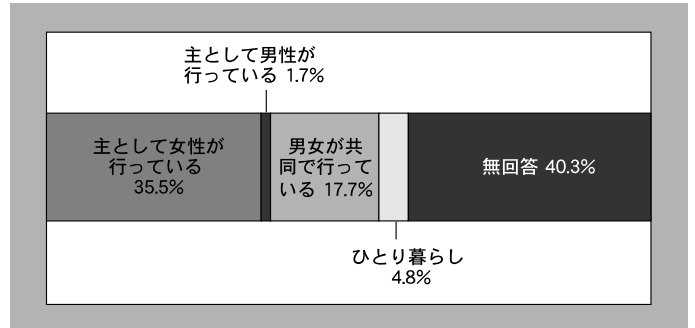 主として男性が
行っている 1.7%
主として女性が
行っている
35.5%
男女が共
同で行って
いる 17.7%
無回答 40.3%
ひとり暮らし
4.8%